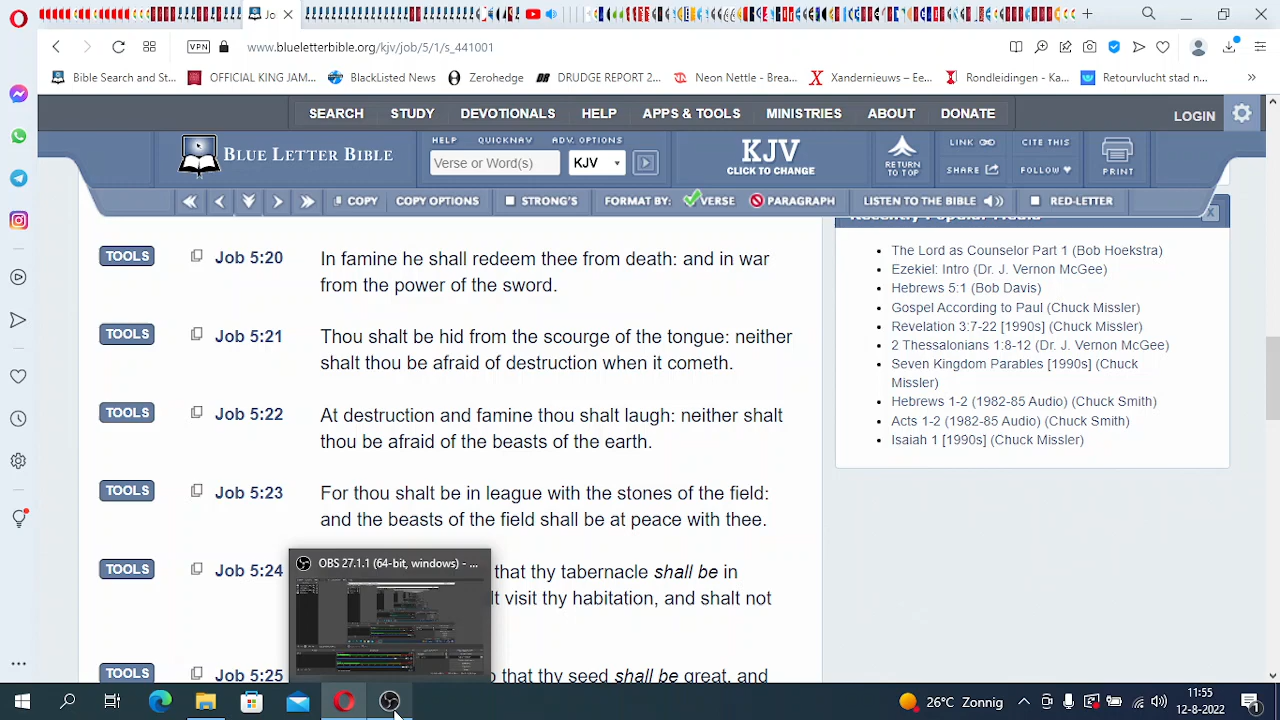 Jo
VPN
www.blueletterbible.org/kjv/job/5/1/s_441001
Bible Search and St...
OFFICIAL KING JAM...
BlackListed News
Zerohedge
DRUDGE REPORT 2...
Neon Nettle - Brea...
Xandernieuws – Ee...
Rondleidingen - Ka...
Retourvluchten stad n...
SEARCH
STUDY
DEVOTIONALS
HELP
APPS & TOOLS
MINISTRIES
ABOUT
DONATE
LOGIN
BLUE LETTER BIBLE
HELP
QUICKNAV
ADV. OPTIONS
Verse or Word(s)
KJV
KJV
CLICK TO CHANGE
RETURN
TO TOP
LINK
CITE THIS
SHARE
FOLLOW
PRINT
COPY
COPY OPTIONS
STRONG'S
FORMAT BY:
VERSE
PARAGRAPH
LISTEN TO THE BIBLE
RED-LETTER
TOOLS
Job 5:20
In famine he shall redeem thee from death: and in war
from the power of the sword.
TOOLS
Job 5:21
Thou shalt be hid from the scourge of the tongue: neither
shalt thou be afraid of destruction when it cometh.
TOOLS
Job 5:22
At destruction and famine thou shalt laugh: neither shalt
thou be afraid of the beasts of the earth.
TOOLS
Job 5:23
For thou shalt be in league with the stones of the field:
and the beasts of the field shall be at peace with thee.
TOOLS
Job 5:24
that thy tabernacle shall be in
t visit thy habitation, and shalt not
TOOLS
Job 5:25
that thy seed shall be
and
Recently Popular Media
X
The Lord as Counselor Part 1 (Bob Hoekstra)
Ezekiel: Intro (Dr. J. Vernon McGee)
Hebrews 5:1 (Bob Davis)
Gospel According to Paul (Chuck Missler)
Revelation 3:7-22 [1990s] (Chuck Missler)
2 Thessalonians 1:8-12 (Dr. J. Vernon McGee)
Seven Kingdom Parables [1990s] (Chuck
Missler)
Hebrews 1-2 (1982-85 Audio) (Chuck Smith)
Acts 1-2 (1982-85 Audio) (Chuck Smith)
Isaiah 1 [1990s] (Chuck Missler)
OBS 27.1.1 (64-bit, windows) - ...
26°C Zonnig
11:55
12-8-2022
1